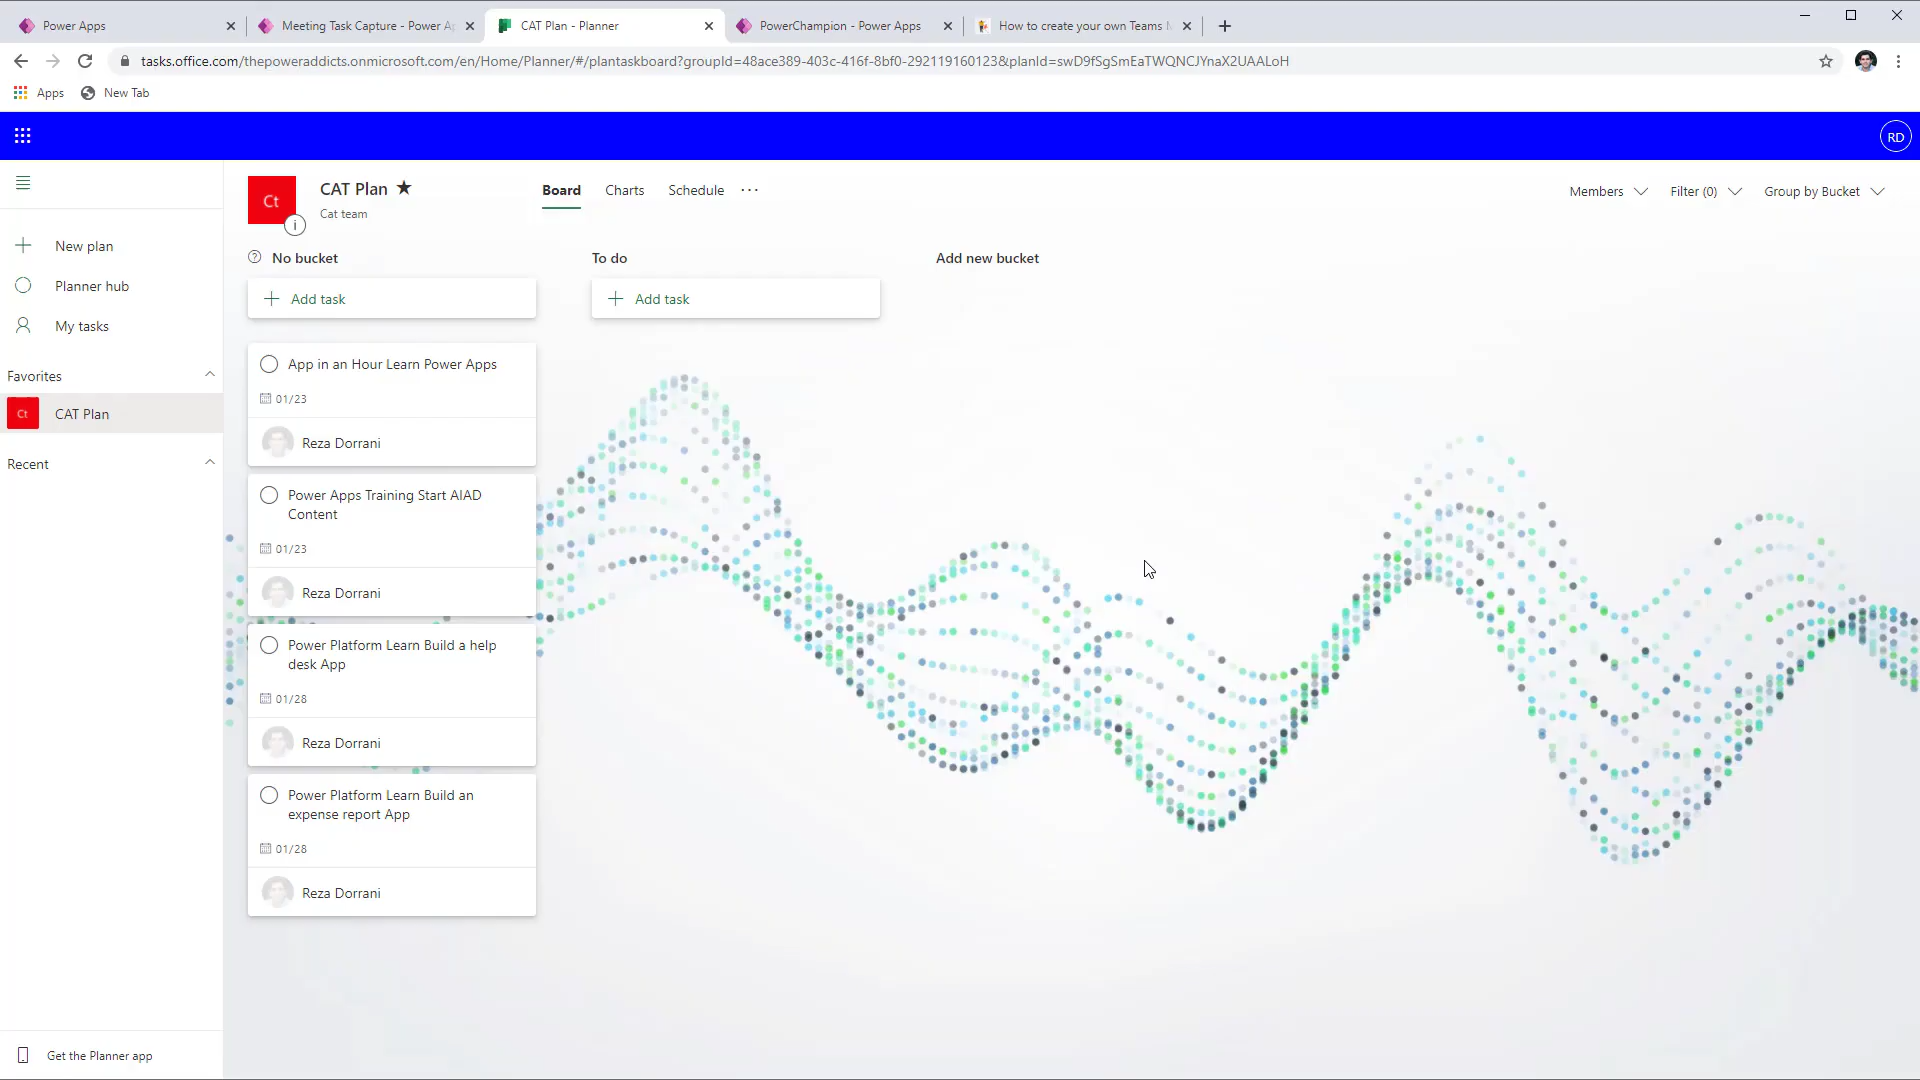 Power Apps
Meeting Task Capture - Power Ap
CAT Plan - Planner
PowerChampion - Power Apps
How to create your own Teams M
tasks.office.com/thepoweraddicts.onmicrosoft.com/en/Home/Planner/#/plantaskboard?groupId=48ace389-403c-416f-8bf0-292119160123&planId=swD9fSgSmEaTWQNCJYnaX2UAALoH
Apps
New Tab
RD
Ct
CAT Plan
Cat team
Board
Charts
Schedule
Members
Filter (0)
Group by Bucket
New plan
Planner hub
My tasks
Favorites
Ct
CAT Plan
Recent
Get the Planner app
No bucket
Add task
App in an Hour Learn Power Apps
01/23
Reza Dorrani
Power Apps Training Start AIAD
Content
01/23
Reza Dorrani
Power Platform Learn Build a help
desk App
01/28
Reza Dorrani
Power Platform Learn Build an
expense report App
01/28
Reza Dorrani
To do
Add task
Add new bucket